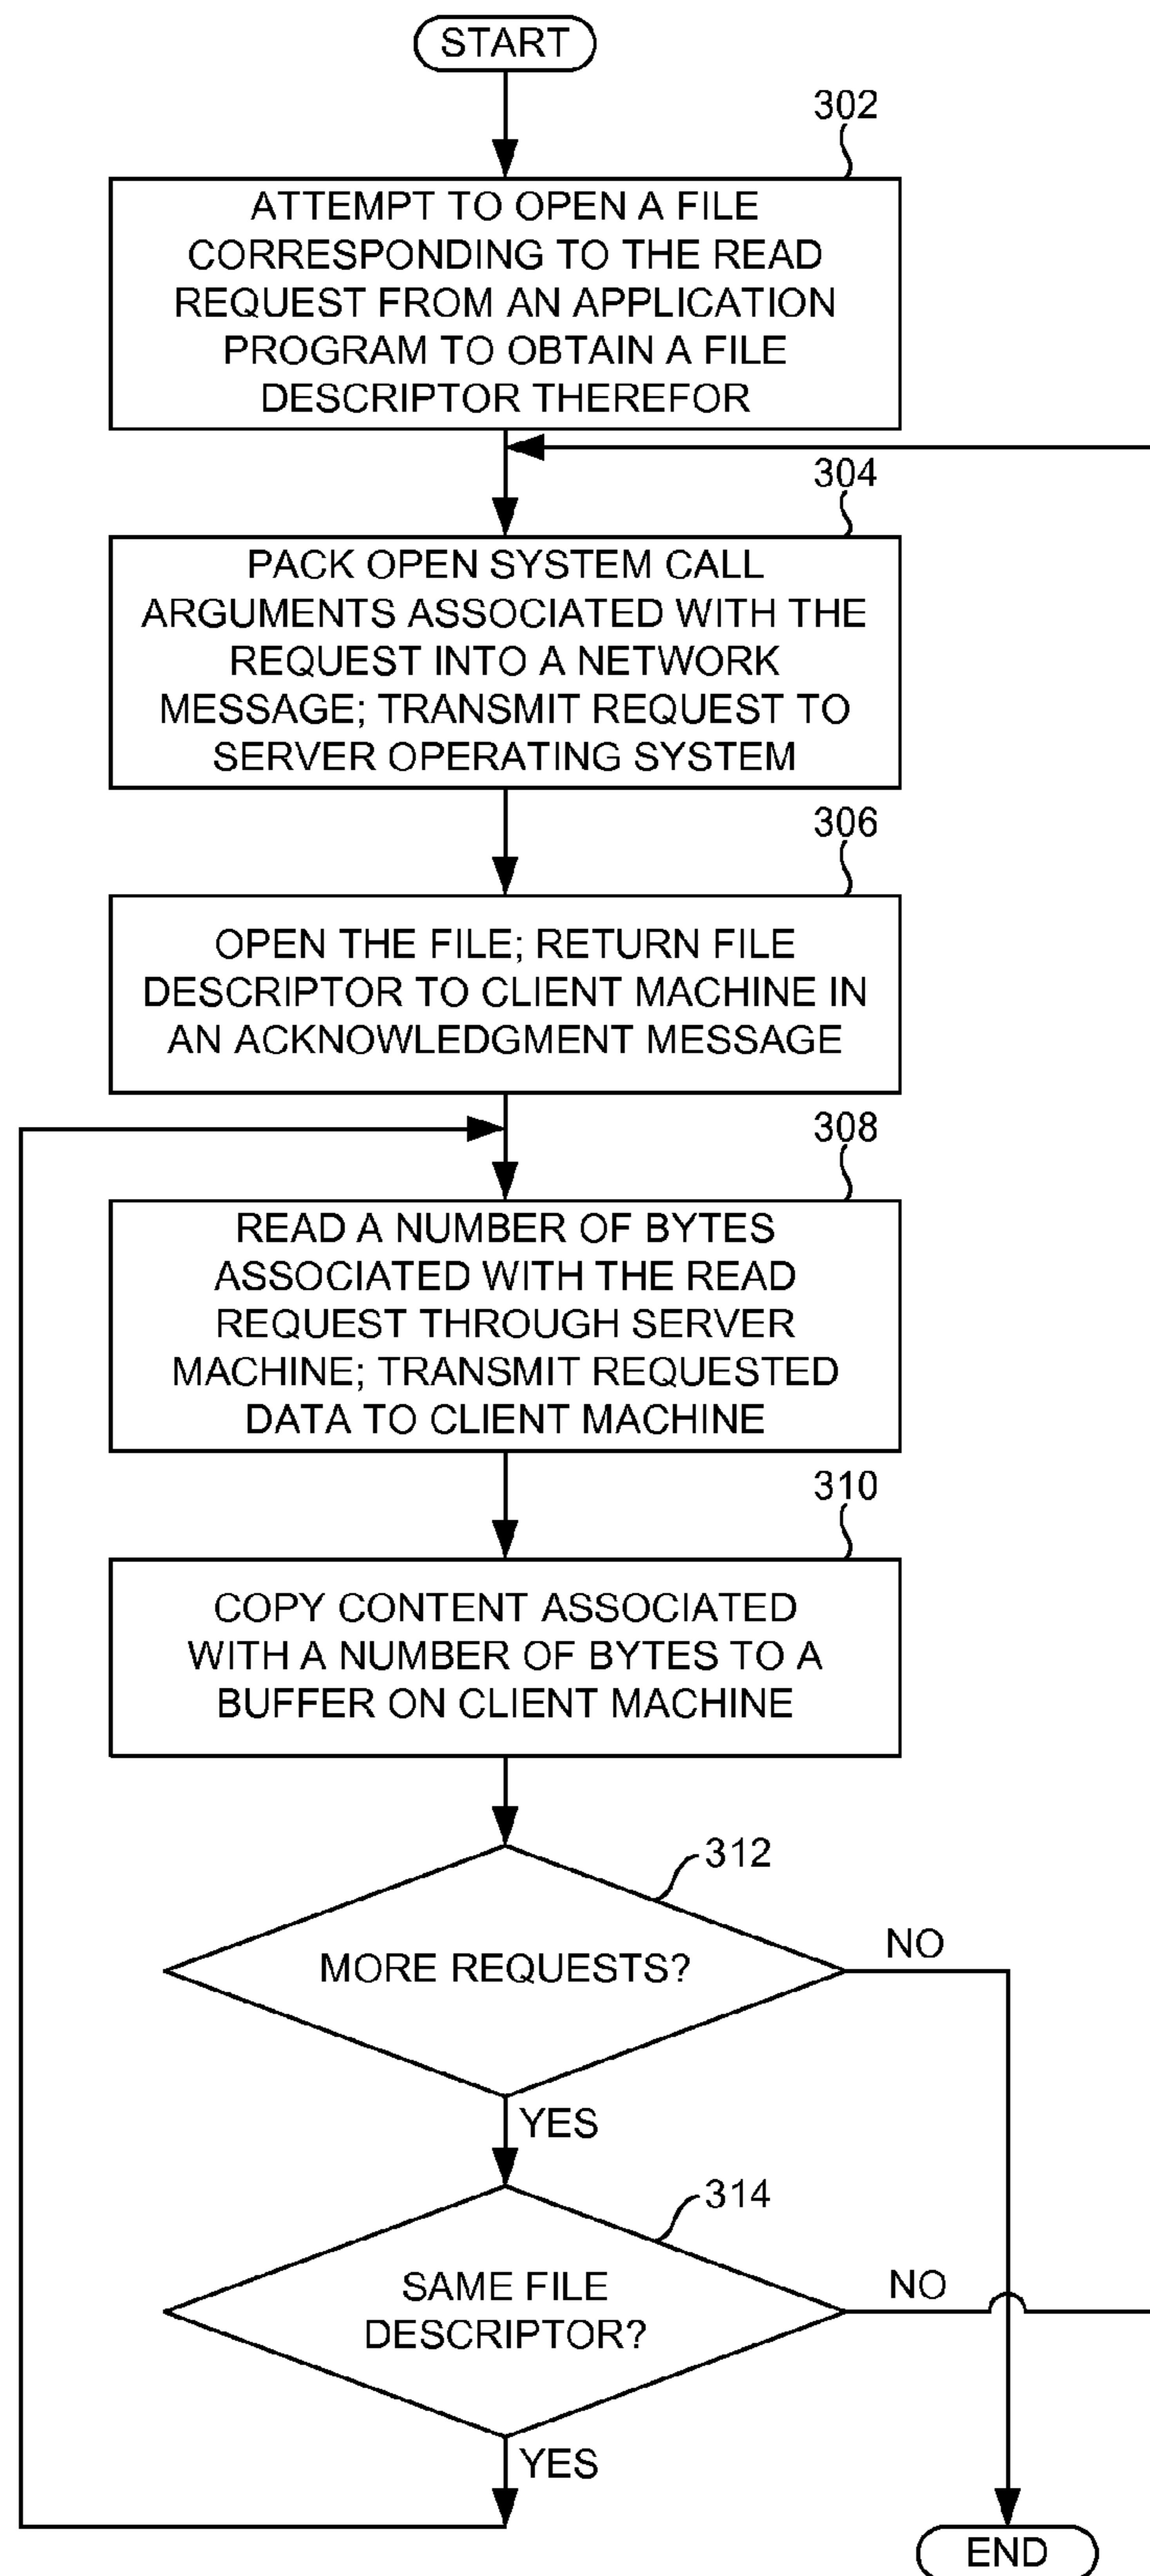 START
302
ATTEMPT TO OPEN A FILE
CORRESPONDING TO THE READ
REQUEST FROM AN APPLICATION
PROGRAM TO OBTAIN A FILE
DESCRIPTOR THEREFOR
304
PACK OPEN SYSTEM CALL
ARGUMENTS ASSOCIATED WITH THE
REQUEST INTO A NETWORK
MESSAGE; TRANSMIT REQUEST TO
SERVER OPERATING SYSTEM
306
OPEN THE FILE; RETURN FILE
DESCRIPTOR TO CLIENT MACHINE IN
AN ACKNOWLEDGMENT MESSAGE
308
READ A NUMBER OF BYTES
ASSOCIATED WITH THE READ
REQUEST THROUGH SERVER
MACHINE; TRANSMIT REQUESTED
DATA TO CLIENT MACHINE
310
COPY CONTENT ASSOCIATED
WITH A NUMBER OF BYTES TO A
BUFFER ON CLIENT MACHINE
312
MORE REQUESTS?
NO
YES
314
SAME FILE
DESCRIPTOR?
NO
YES
END